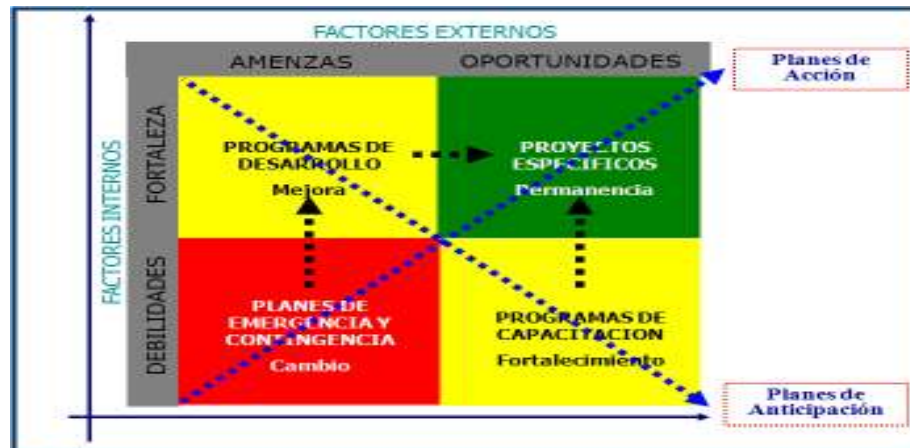 FACTORES EXTERNOS
AMENZAS
OPORTUNIDADES
Planes de
Acción
FACTORES INTERNOS
FORTALEZA
DEBILIDADES
PROGRAMAS DE
DESARROLLO
Mejora
PROYECTOS
ESPECIFICOS
Permanencia
PLANES DE
EMERGENCIA Y
CONTINGENCIA
Cambio
PROGRAMAS DE
CAPACITACION
Fortalecimiento
Planes de
Anticipación